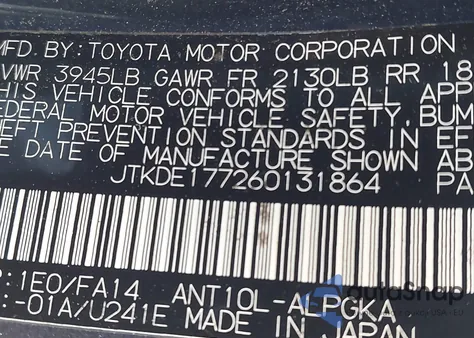 MFD. BY: TOYOTA MOTOR CORPORATION
VWR 3945LB GAWR FR 2130LB RR 18
HIS VEHICLE CONFORMS TO ALL APP
EDERAL MOTOR VEHICLE SAFETY, BUM
EFT PREVENTION STANDARDS IN EF
E DATE OF MANUFACTURE SHOWN AB
JTKDE177260131864 PA
:1E0/FA14 ANT10L-ALPGK
:-01A/U241E MADE IN JAPAN